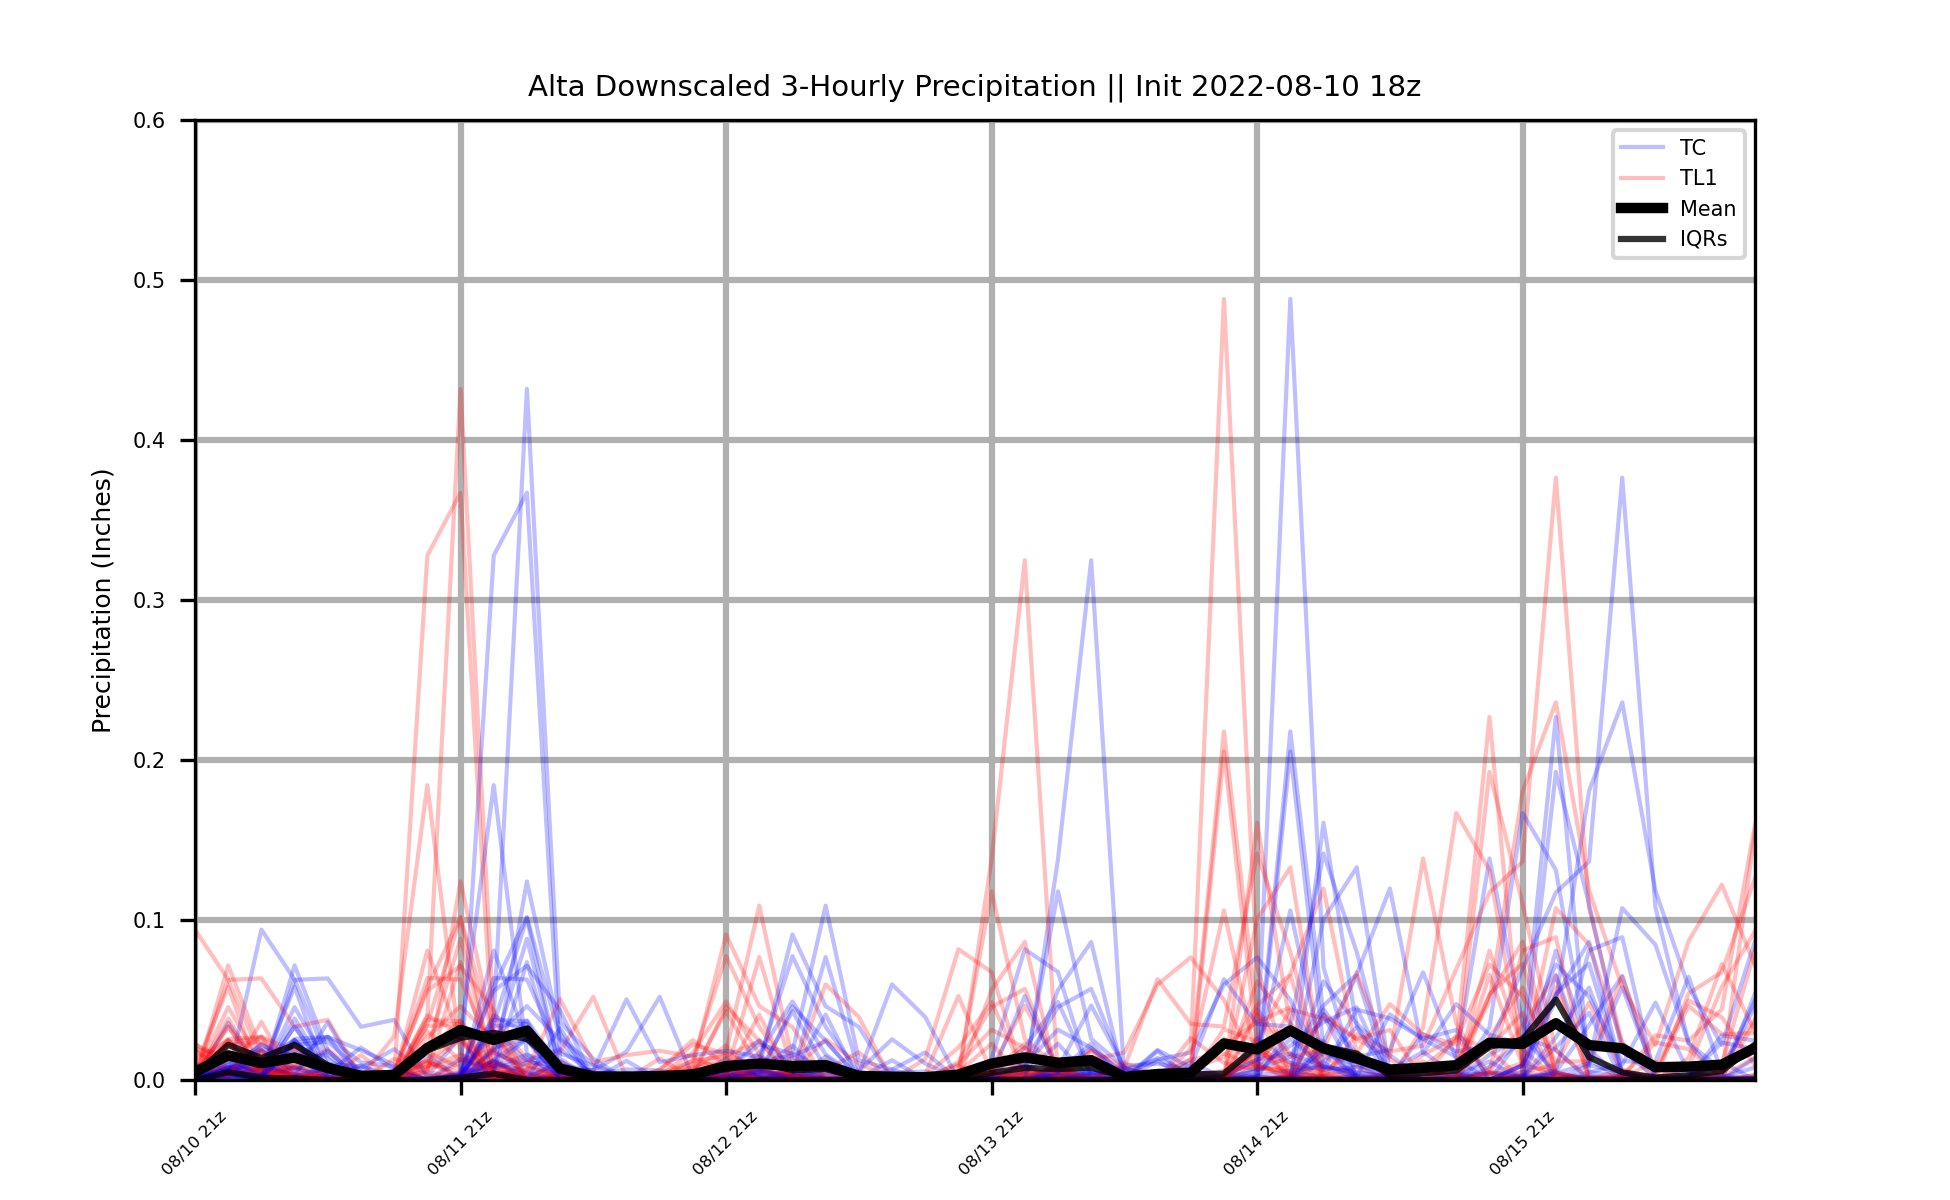 Alta Downscaled 3-Hourly Precipitation || Init 2022-08-10 18z
0.6
0.5
0.4
0.3
0.2
0.1
0.0
Precipitation (Inches)
TC
TL1
Mean
IQRs
08/10 21z
08/11 21z
08/12 21z
08/13 21z
08/14 21z
08/15 21z